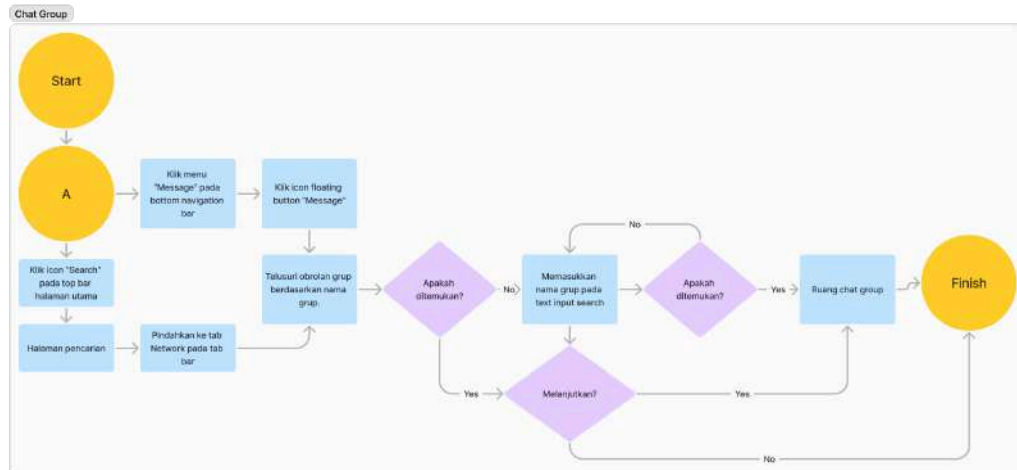 Chat Group
Start
A
Klik menu
"Message" pada
bottom navigation
bar
Klik icon floating
button "Message"
Klik icon "Search"
pada top bar
halaman utama
Halaman pencarian
Pindahkan ke tab
Network pada tab
bar
Telusuri obrolan grup
berdasarkan nama
grup.
Apakah
ditemukan?
No
Yes
Memasukkan
nama grup pada
text input search
No
Apakah
ditemukan?
Yes
Ruang chat group
Finish
Melanjutkan?
Yes
No